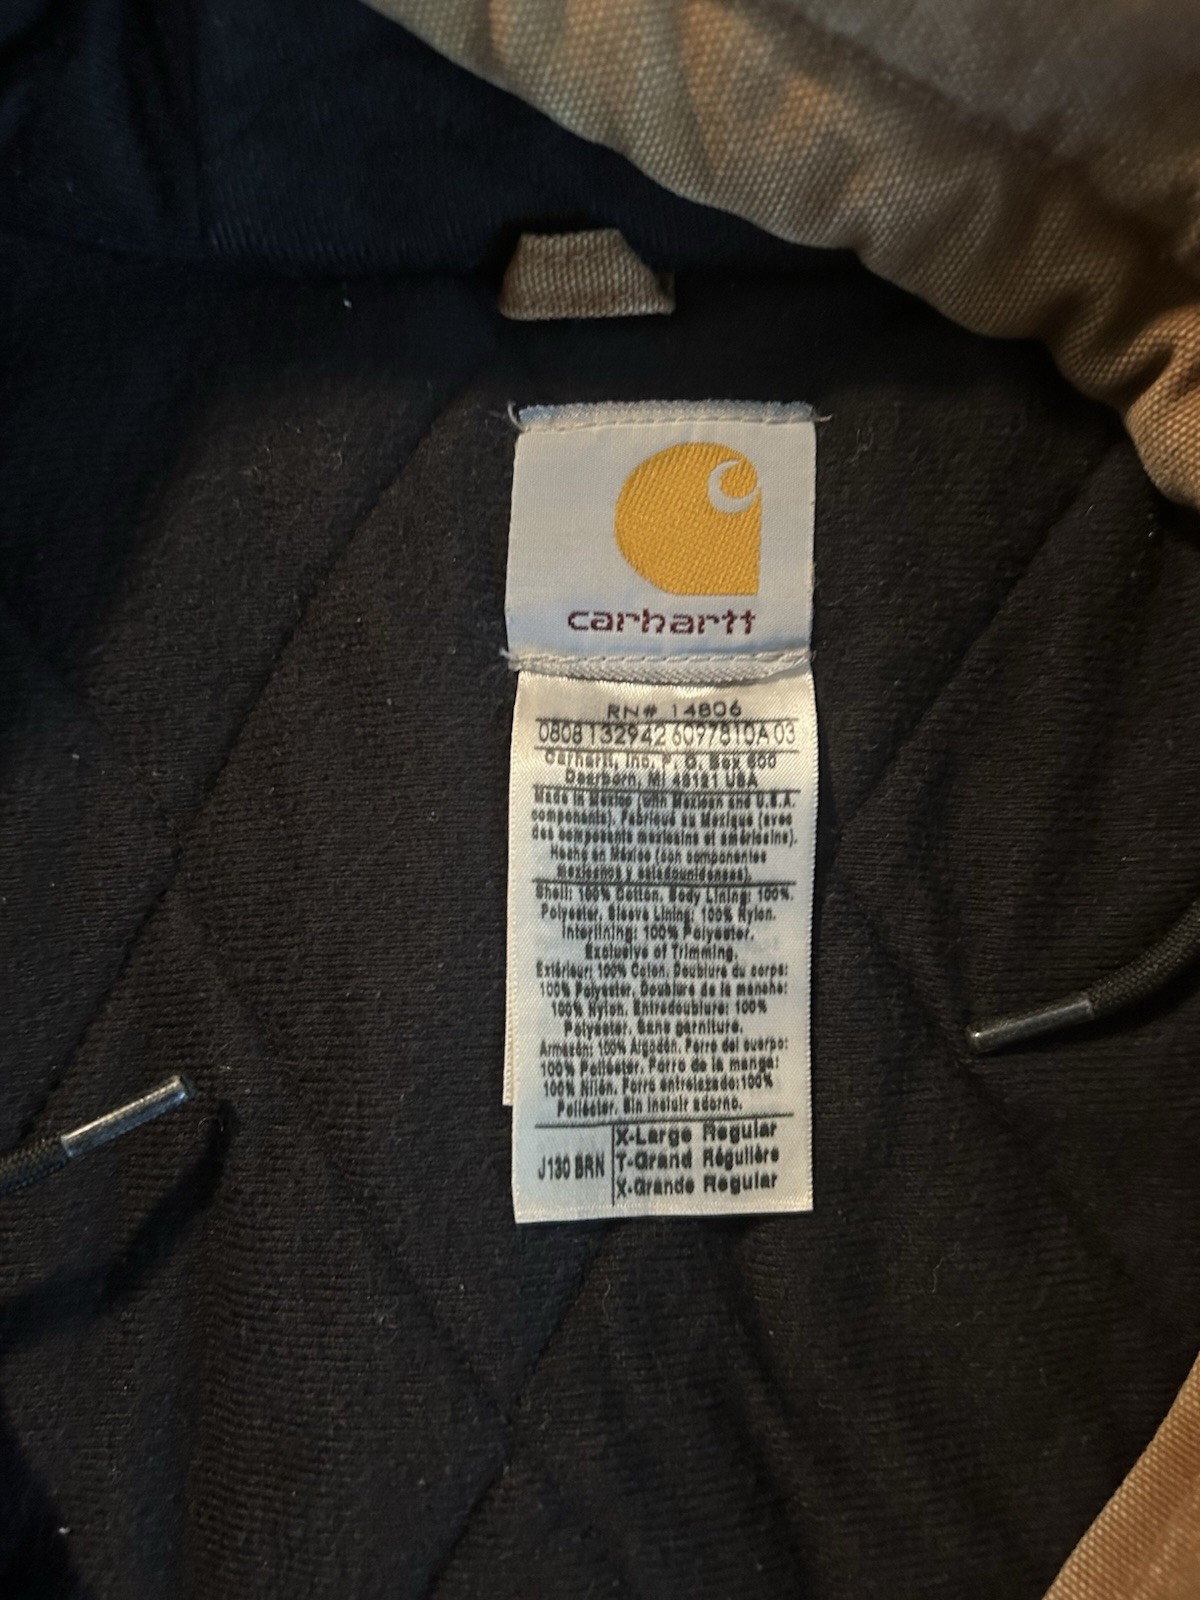 carhartt
RN# 14806
0808132942 6097810A 03
Carhartt, Inc. P. O. Box 600
Dearborn, MI 48121 USA
Made in Mexico (with Mexican and U.S.A.
components). Fabriqué au Mexique (avec
des composants mexicains et américains).
Hecho en México (con componentes
mexicanos y estadounidenses).
Shell: 100% Cotton. Body Lining: 100%.
Polyester. Sleeve Lining: 100% Nylon.
Interlining: 100% Polyester.
Exclusive of Trimming.
Extérieur: 100% Coton. Doublure du corps:
100% Polyester. Doublure de la manche:
100% Nylon. Entredoublure: 100%
Polyester. Sans garniture.
Armazón: 100% Algodón. Forro del cuerpo:
100% Poliéster. Forro de la manga:
100% Nilón. Forro entrelazado:100%
Poliéster. Sin incluir adorno.
J130 BRN
X-Large Regular
T-Grand Régulière
X-Grande Regular